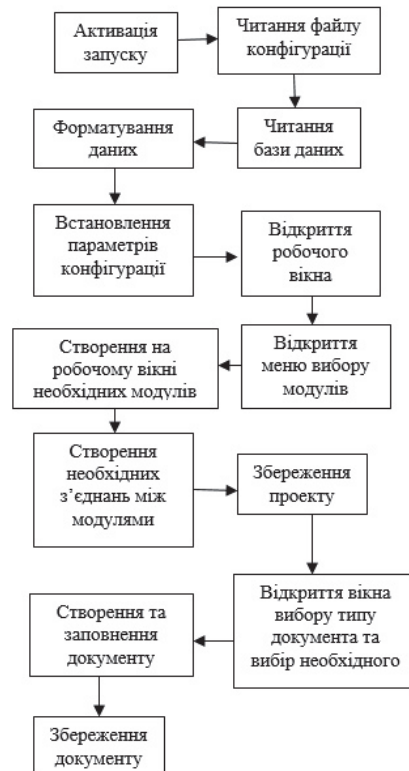 Активація
запуску
Читання файлу
конфігурації
Читання
бази даних
Форматування
даних
Встановлення
параметрів
конфігурації
Відкриття
робочого
вікна
Відкриття
меню вибору
модулів
Створення на
робочому вікні
необхідних модулів
Створення
необхідних
з’єднань між
модулями
Збереження
проекту
Відкриття вікна
вибору типу
документа та
вибір необхідного
Створення та
заповнення
документу
Збереження
документу